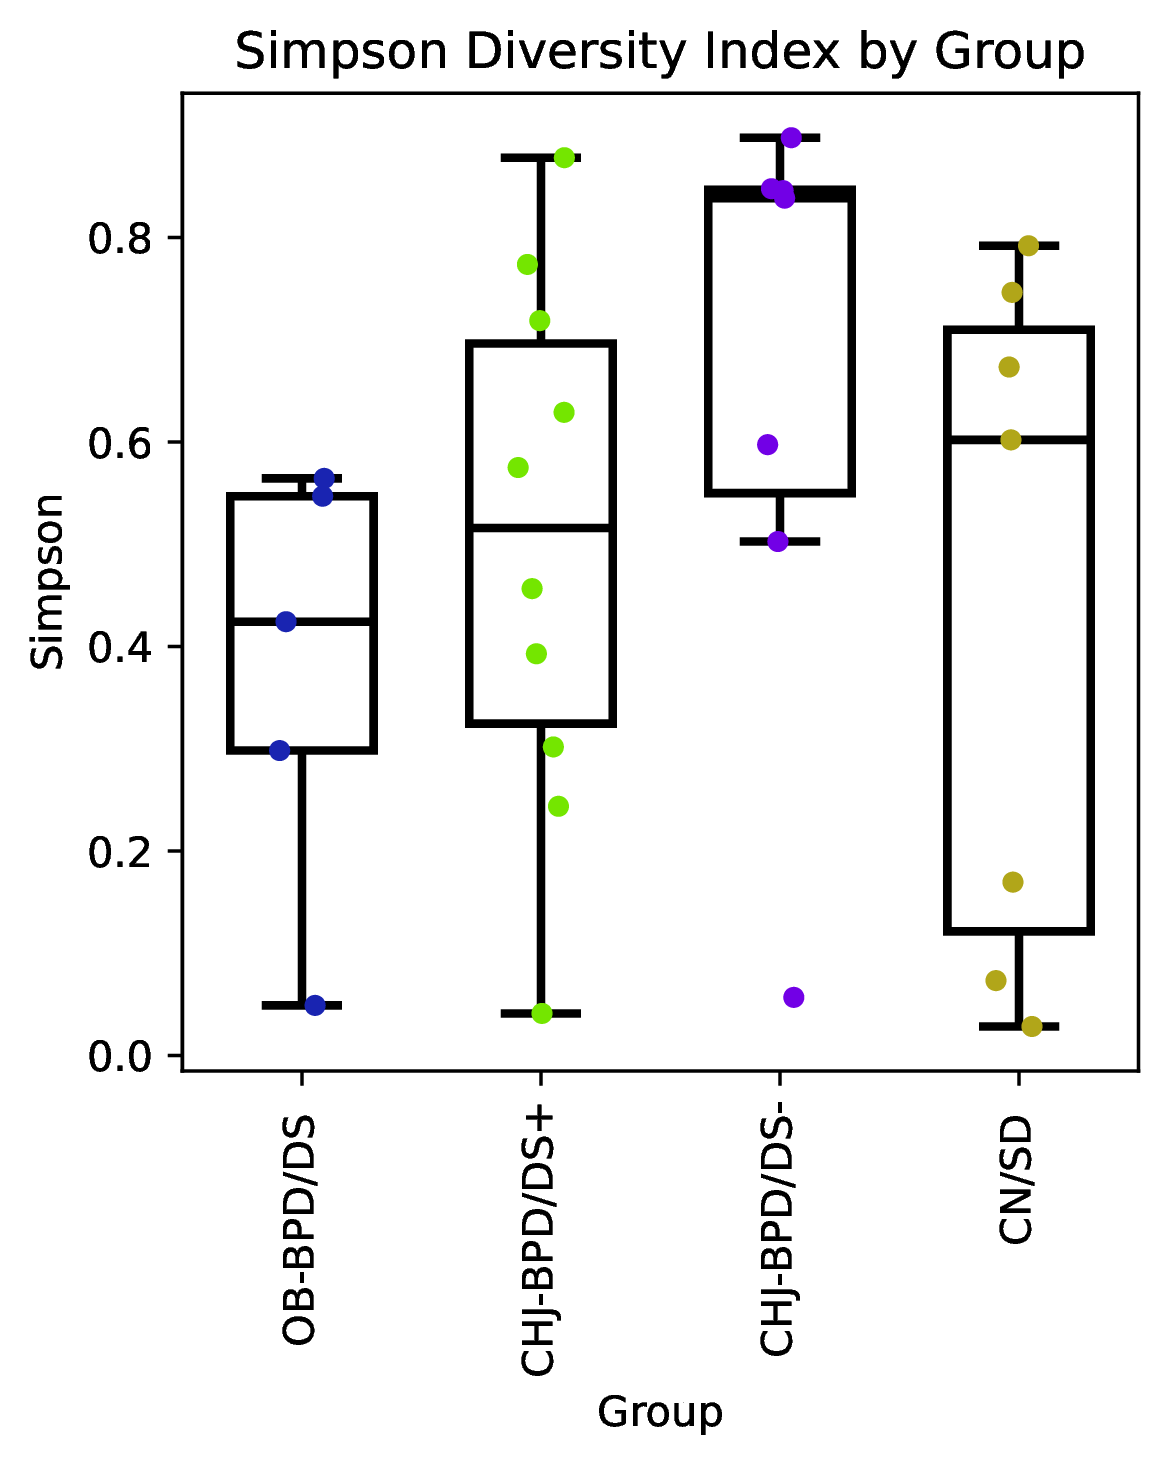 Simpson Diversity Index by Group
Simpson
0.8
0.6
0.4
0.2
0.0
OB-BPD/DS
CHJ-BPD/DS+
CHJ-BPD/DS-
CN/SD
Group